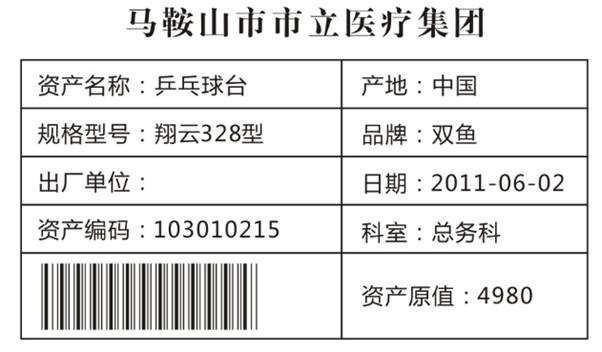 马鞍山市市立医疗集团
资产名称：乒乓球台 产地：中国
规格型号：翔云328型 品牌：双鱼
出厂单位： 日期：2011-06-02
资产编码：103010215 科室：总务科
资产原值：4980